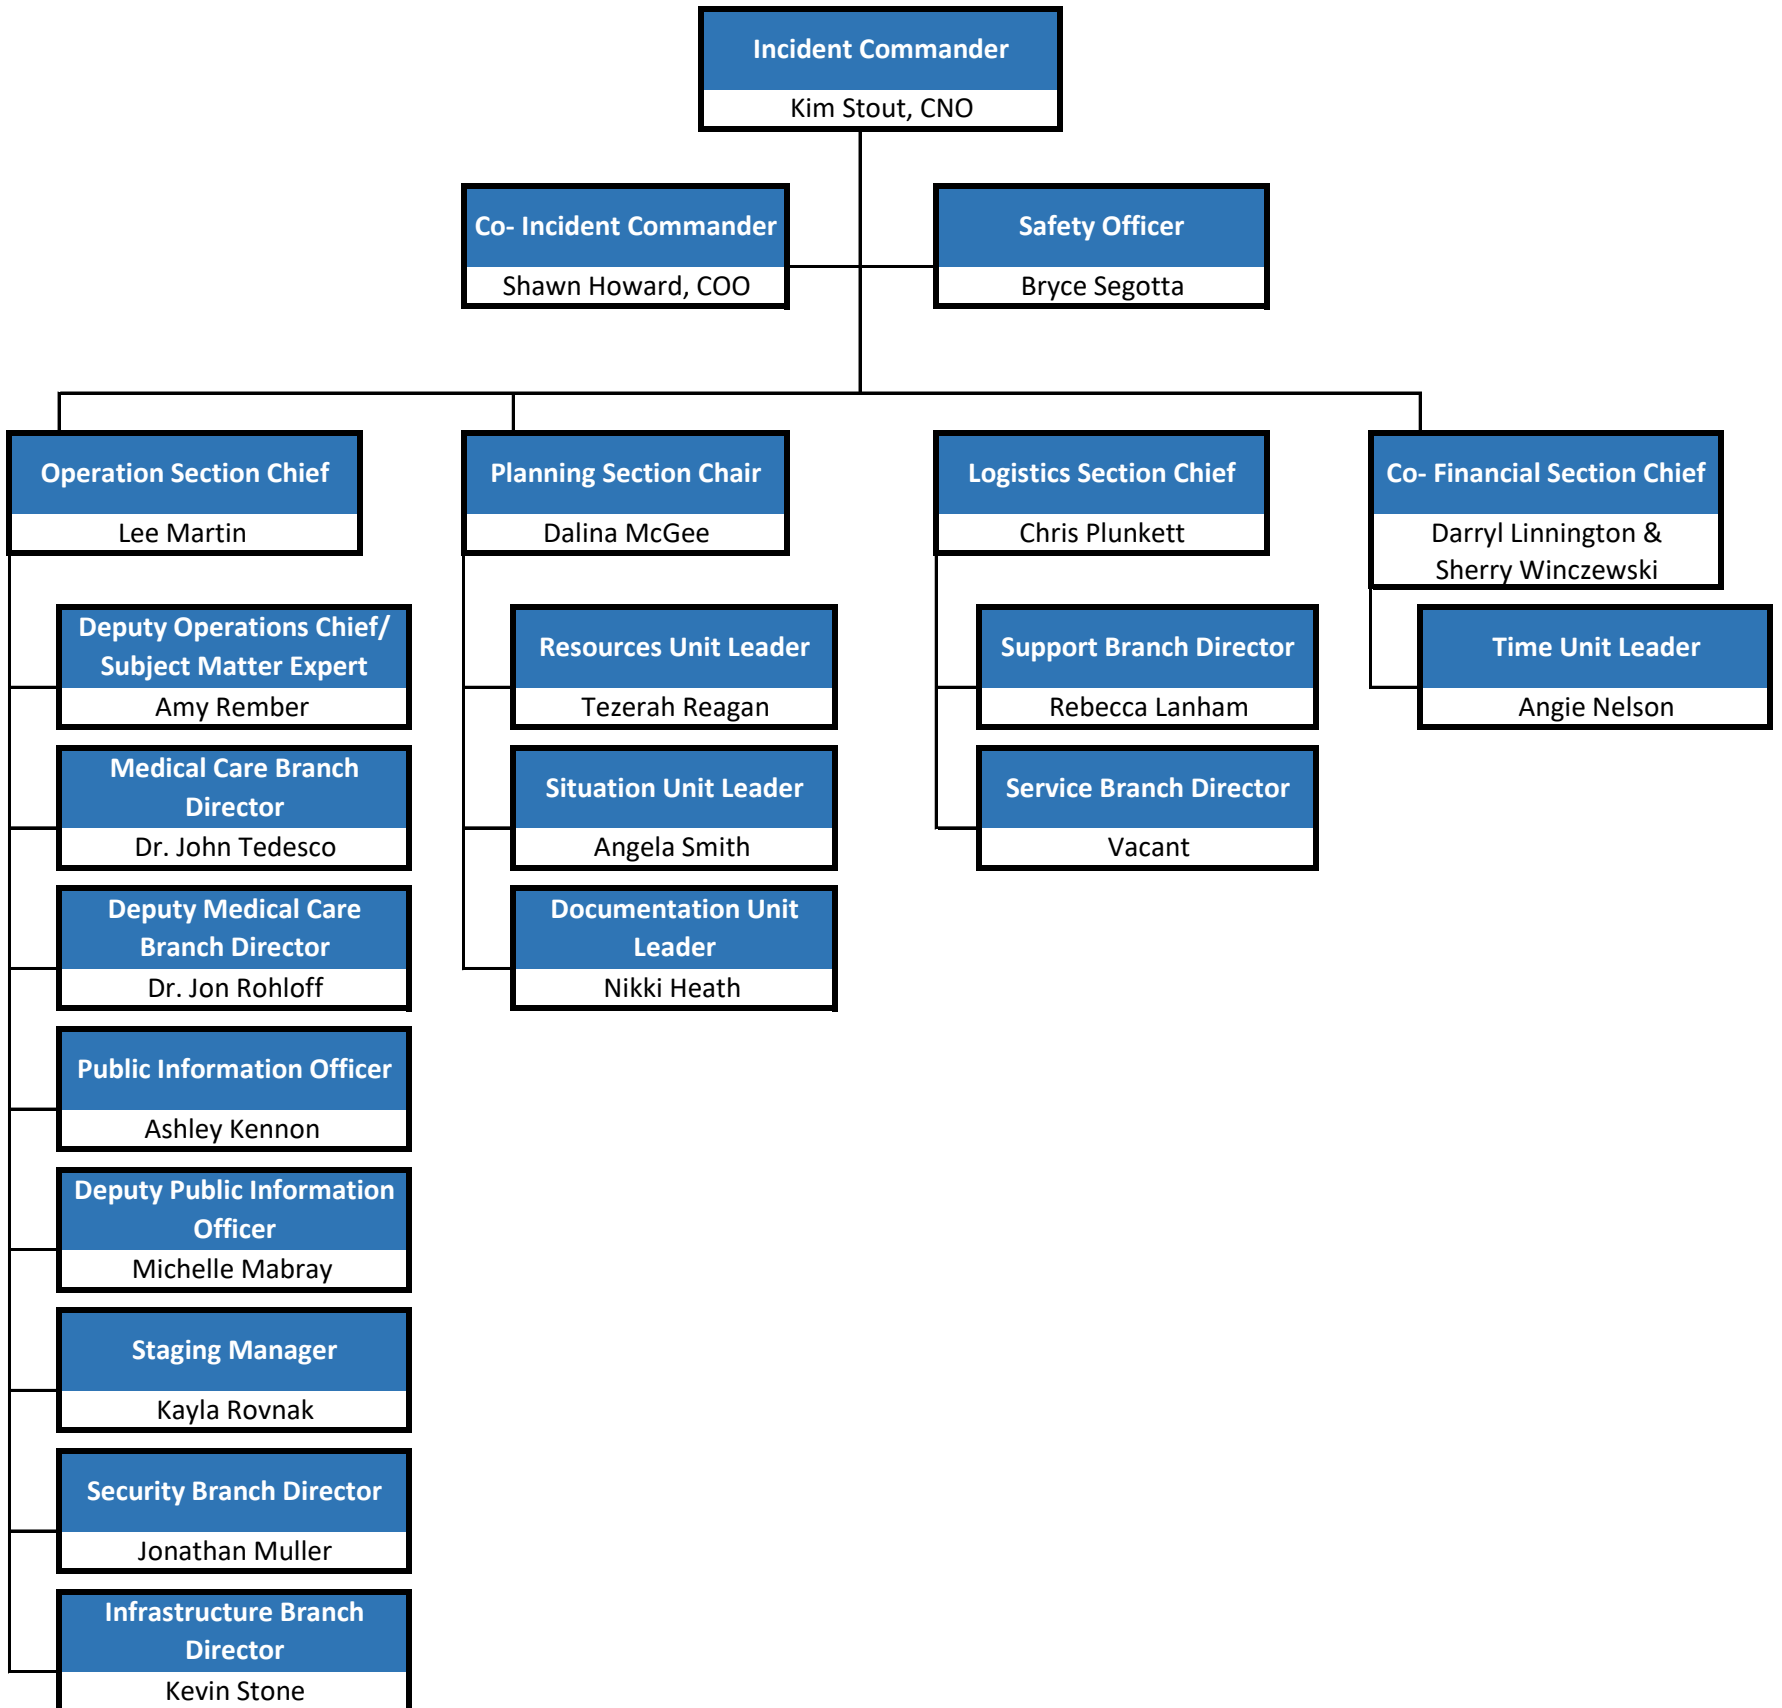 Incident Commander
Kim Stout, CNO
Co- Incident Commander
Shawn Howard, COO
Safety Officer
Bryce Segotta
Operation Section Chief
Lee Martin
Deputy Operations Chief/
Subject Matter Expert
Amy Rember
Medical Care Branch
Director
Dr. John Tedesco
Deputy Medical Care
Branch Director
Dr. Jon Rohloff
Public Information Officer
Ashley Kennon
Deputy Public Information
Officer
Michelle Mabray
Staging Manager
Kayla Rovnak
Security Branch Director
Jonathan Muller
Infrastructure Branch
Director
Kevin Stone
Planning Section Chair
Dalina McGee
Resources Unit Leader
Tezerah Reagan
Situation Unit Leader
Angela Smith
Documentation Unit
Leader
Nikki Heath
Logistics Section Chief
Chris Plunkett
Support Branch Director
Rebecca Lanham
Service Branch Director
Vacant
Co- Financial Section Chief
Darryl Linnington &
Sherry Winczewski
Time Unit Leader
Angie Nelson